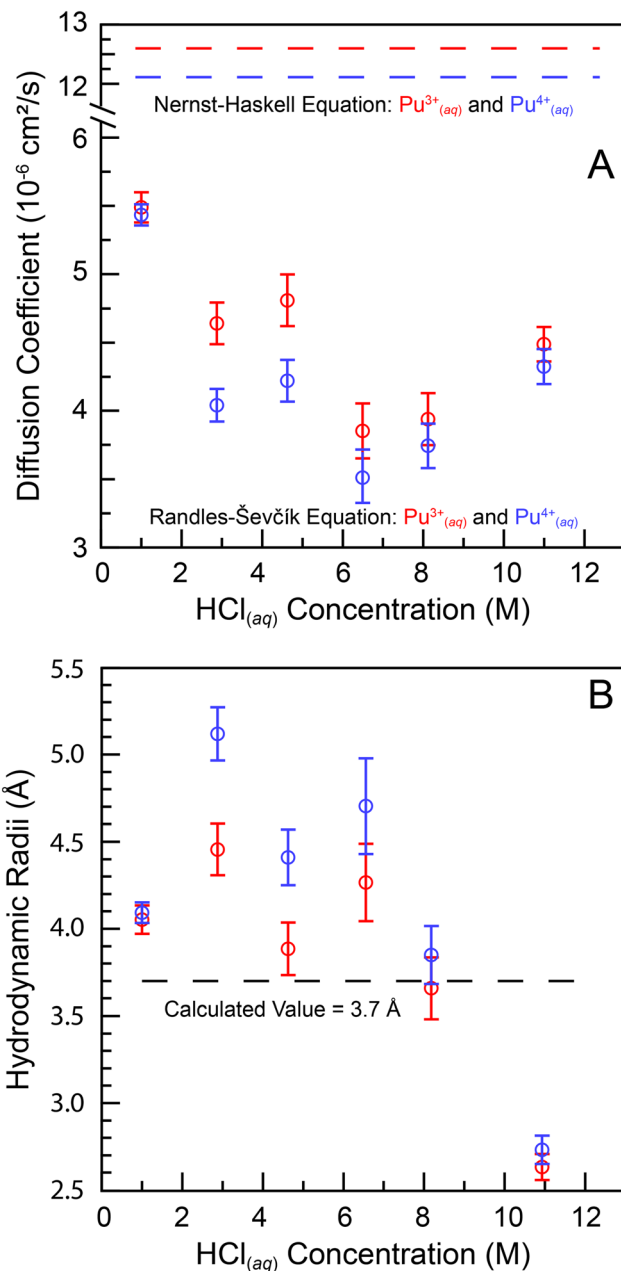 13
12
Nernst-Haskell Equation: Pu³⁺₍aq₎ and Pu⁴⁺₍aq₎
6
A
5
4
Randles-Ševčík Equation: Pu³⁺₍aq₎ and Pu⁴⁺₍aq₎
3
Diffusion Coefficient (10⁻⁶ cm²/s)
0 2 4 6 8 10 12
HCl₍aq₎ Concentration (M)
5.5
B
5.0
4.5
4.0
Calculated Value = 3.7 Å
3.5
3.0
2.5
Hydrodynamic Radii (Å)
0 2 4 6 8 10 12
HCl₍aq₎ Concentration (M)